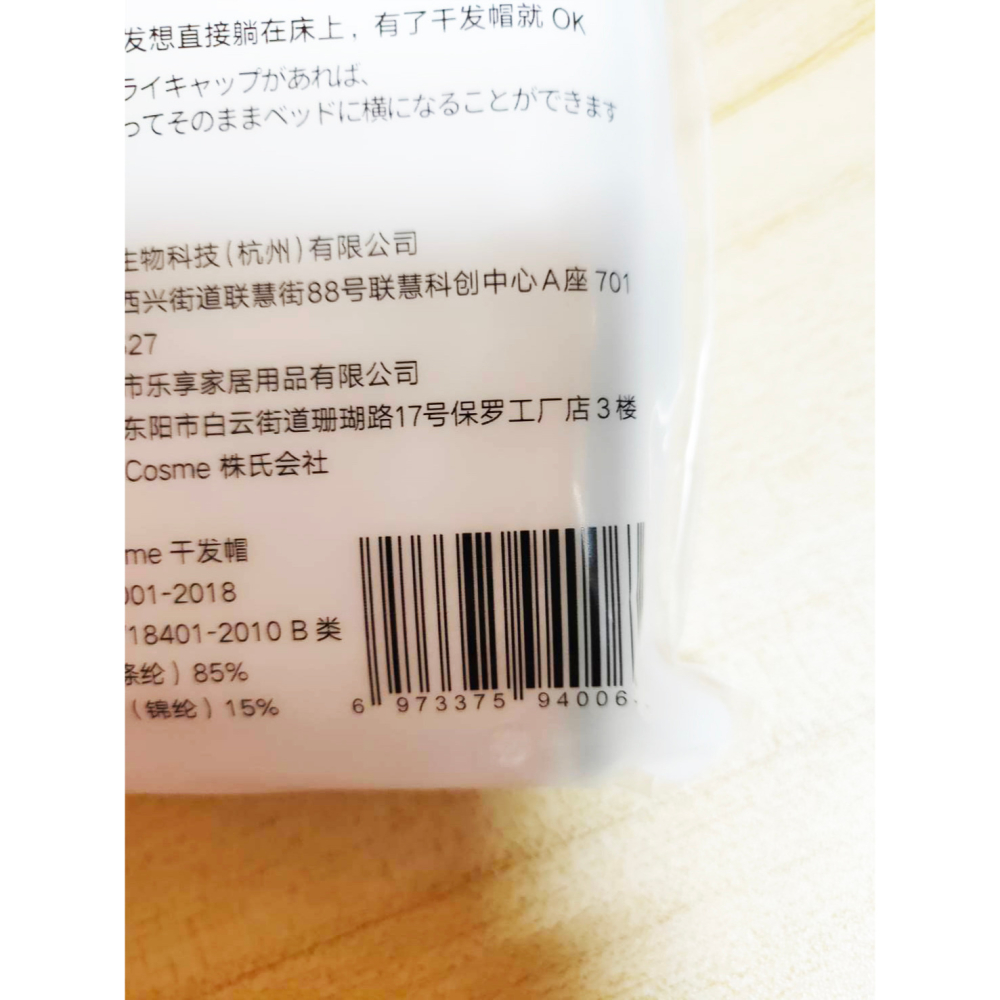 发想直接躺在床上，有了干发帽就 OK
ライキャップがあれば、
ってそのままベッドに横になることができます
生物科技(杭州)有限公司
西兴街道联慧街88号联慧科创中心A座 701
27
市乐享家居用品有限公司
东阳市白云街道珊瑚路17号保罗工厂店 3 楼
Cosme 株氏会社
me 干发帽
001-2018
18401-2010 B 类
涤纶）85%
（锦纶）15%
6 973375 94006